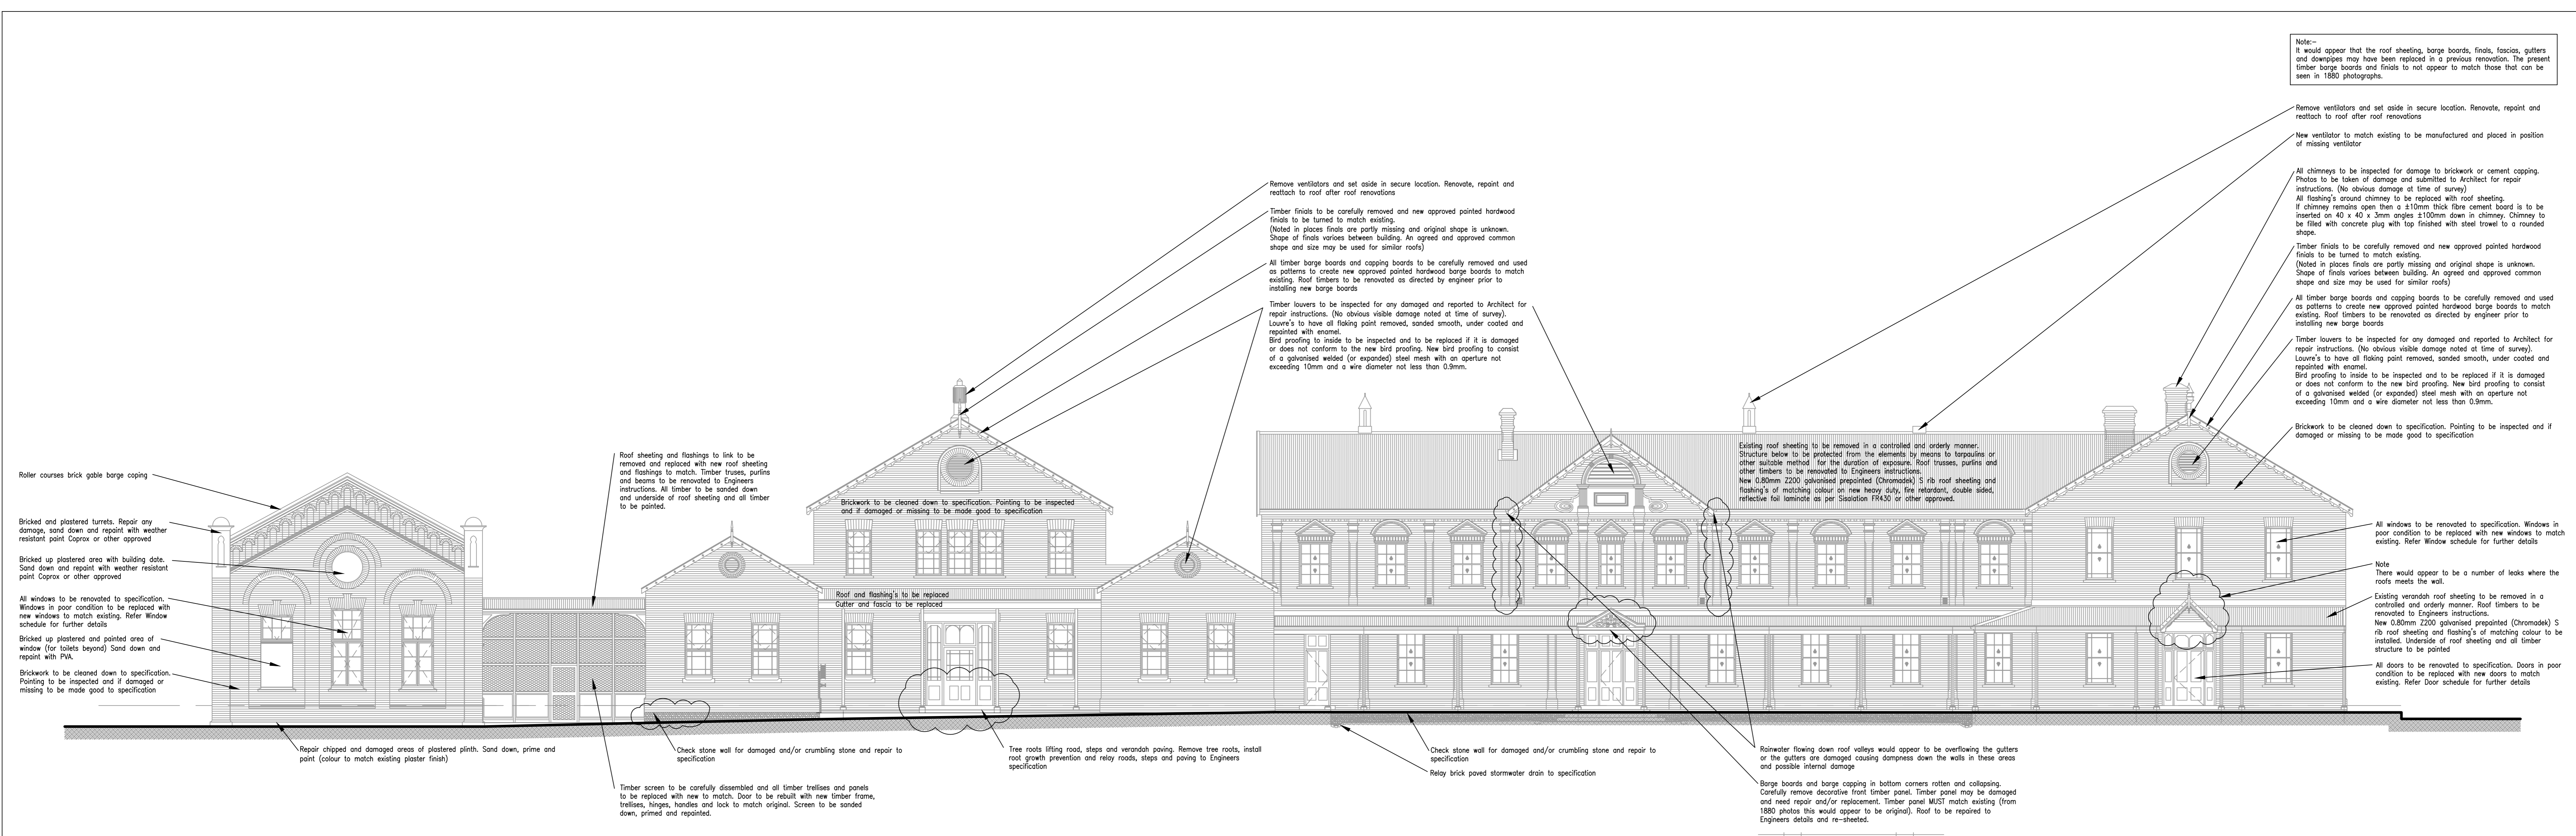 Note:-
It would appear that the roof sheeting, barge boards, finals, fascias, gutters
and downpipes may have been replaced in a previous renovation. The present
timber barge boards and finials to not appear to match those that can be
seen in 1880 photographs.
Remove ventilators and set aside in secure location. Renovate, repaint and
reattach to roof after roof renovations
New ventilator to match existing to be manufactured and placed in position
of missing ventilator
All chimneys to be inspected for damage to brickwork or cement capping.
Photos to be taken of damage and submitted to Architect for repair
instructions. (No obvious damage at time of survey)
All flashing's around chimney to be replaced with roof sheeting.
If chimney remains open then a ±10mm thick fibre cement board is to be
inserted on 40 x 40 x 3mm angles ±100mm down in chimney. Chimney to
be filled with concrete plug with top finished with steel trowel to a rounded
shape.
Timber finials to be carefully removed and new approved painted hardwood
finials to be turned to match existing.
(Noted in places finals are partly missing and original shape is unknown.
Shape of finals varioes between building. An agreed and approved common
shape and size may be used for similar roofs)
All timber barge boards and capping boards to be carefully removed and used
as patterns to create new approved painted hardwood barge boards to match
existing. Roof timbers to be renovated as directed by engineer prior to
installing new barge boards
Timber louvers to be inspected for any damaged and reported to Architect for
repair instructions. (No obvious visible damage noted at time of survey).
Louvre's to have all flaking paint removed, sanded smooth, under coated and
repainted with enamel.
Bird proofing to inside to be inspected and to be replaced if it is damaged
or does not conform to the new bird proofing. New bird proofing to consist
of a galvanised welded (or expanded) steel mesh with an aperture not
exceeding 10mm and a wire diameter not less than 0.9mm.
Brickwork to be cleaned down to specification. Pointing to be inspected and if
damaged or missing to be made good to specification
All windows to be renovated to specification. Windows in
poor condition to be replaced with new windows to match
existing. Refer Window schedule for further details
Note
There would appear to be a number of leaks where the
roofs meets the wall.
Existing verandah roof sheeting to be removed in a
controlled and orderly manner. Roof timbers to be
renovated to Engineers instructions.
New 0.80mm Z200 galvanised prepainted (Chromadek) S
rib roof sheeting and flashing's of matching colour to be
installed. Underside of roof sheeting and all timber
structure to be painted
All doors to be renovated to specification. Doors in poor
condition to be replaced with new doors to match
existing. Refer Door schedule for further details
Remove ventilators and set aside in secure location. Renovate, repaint and
reattach to roof after roof renovations
Timber finials to be carefully removed and new approved painted hardwood
finials to be turned to match existing.
(Noted in places finals are partly missing and original shape is unknown.
Shape of finals varioes between building. An agreed and approved common
shape and size may be used for similar roofs)
All timber barge boards and capping boards to be carefully removed and used
as patterns to create new approved painted hardwood barge boards to match
existing. Roof timbers to be renovated as directed by engineer prior to
installing new barge boards
Timber louvers to be inspected for any damaged and reported to Architect for
repair instructions. (No obvious visible damage noted at time of survey).
Louvre's to have all flaking paint removed, sanded smooth, under coated and
repainted with enamel.
Bird proofing to inside to be inspected and to be replaced if it is damaged
or does not conform to the new bird proofing. New bird proofing to consist
of a galvanised welded (or expanded) steel mesh with an aperture not
exceeding 10mm and a wire diameter not less than 0.9mm.
Existing roof sheeting to be removed in a controlled and orderly manner.
Structure below to be protected from the elements by means to tarpaulins or
other suitable method for the duration of exposure. Roof trusses, purlins and
other timbers to be renovated to Engineers instructions.
New 0.80mm Z200 galvanised prepainted (Chromadek) S rib roof sheeting and
flashing's of matching colour on new heavy duty, fire retardant, double sided,
reflective foil laminate as per Sisalation FR430 or other approved.
Roof sheeting and flashings to link to be
removed and replaced with new roof sheeting
and flashings to match. Timber truses, purlins
and beams to be renovated to Engineers
instructions. All timber to be sanded down
and underside of roof sheeting and all timber
to be painted.
Brickwork to be cleaned down to specification. Pointing to be inspected
and if damaged or missing to be made good to specification
Roof and flashing's to be replaced
Gutter and fascia to be replaced
Roller courses brick gable barge coping
Bricked and plastered turrets. Repair any
damage, sand down and repaint with weather
resistant paint Coprox or other approved
Bricked up plastered area with building date.
Sand down and repaint with weather resistant
paint Coprox or other approved
All windows to be renovated to specification.
Windows in poor condition to be replaced with
new windows to match existing. Refer Window
schedule for further details
Bricked up plastered and painted area of
window (for toilets beyond) Sand down and
repaint with PVA.
Brickwork to be cleaned down to specification.
Pointing to be inspected and if damaged or
missing to be made good to specification
Repair chipped and damaged areas of plastered plinth. Sand down, prime and
paint (colour to match existing plaster finish)
Check stone wall for damaged and/or crumbling stone and repair to
specification
Timber screen to be carefully dissembled and all timber trellises and panels
to be replaced with new to match. Door to be rebuilt with new timber frame,
trellises, hinges, handles and lock to match original. Screen to be sanded
down, primed and repainted.
Tree roots lifting road, steps and verandah paving. Remove tree roots, install
root growth prevention and relay roads, steps and paving to Engineers
specification
Check stone wall for damaged and/or crumbling stone and repair to
specification
Relay brick paved stormwater drain to specification
Rainwater flowing down roof valleys would appear to be overflowing the gutters
or the gutters are damaged causing dampness down the walls in these areas
and possible internal damage
Barge boards and barge capping in bottom corners rotten and collapsing.
Carefully remove decorative front timber panel. Timber panel may be damaged
and need repair and/or replacement. Timber panel MUST match existing (from
1880 photos this would appear to be original). Roof to be repaired to
Engineers details and re-sheeted.